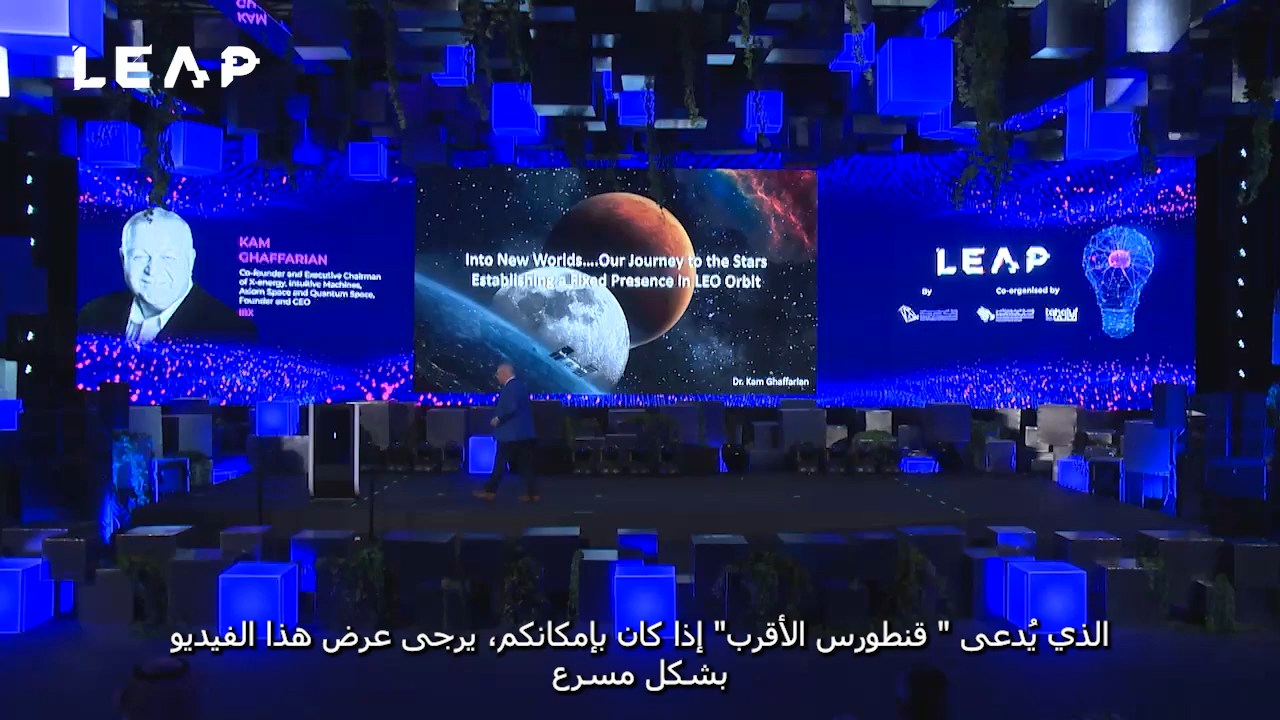 LEAP
KAM
GHAFFARIAN
Co-founder and Executive Chairman
of X-energy, Intuitive Machines,
Axiom Space and Quantum Space,
Founder and CEO
IBX
Into New Worlds....Our Journey to the Stars
Establishing a Fixed Presence in LEO Orbit
Dr. Kam Ghaffarian
LEAP
By
Co-organised by
tahaluf
الذي يُدعى " قنطورس الأقرب" إذا كان بإمكانكم، يرجى عرض هذا الفيديو
بشكل مسرع